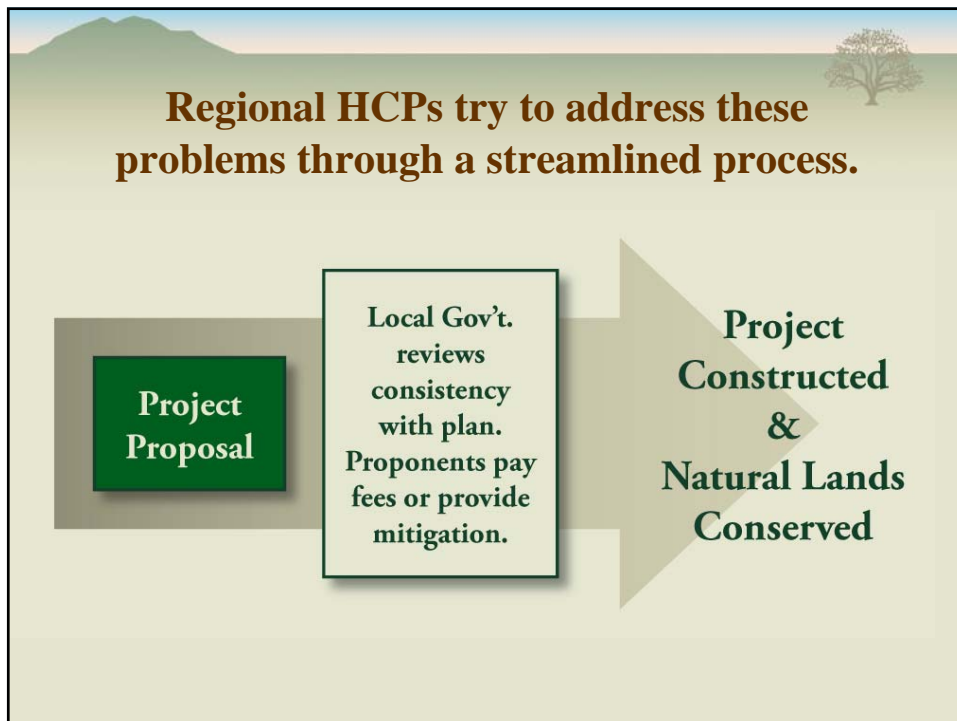 Regional HCPs try to address these
problems through a streamlined process.
Project
Proposal
Local Gov't.
reviews
consistency
with plan.
Proponents pay
fees or provide
mitigation.
Project
Constructed
&
Natural Lands
Conserved